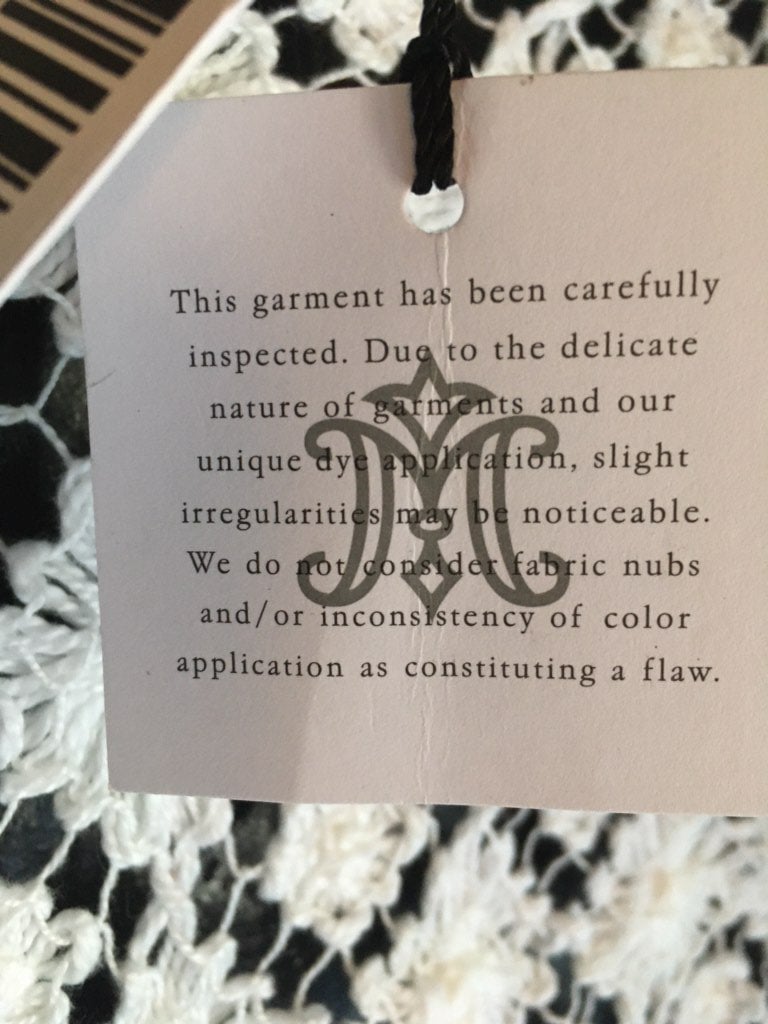 This garment has been carefully
inspected. Due to the delicate
nature of garments and our
unique dye application, slight
irregularities may be noticeable.
We do not consider fabric nubs
and/or inconsistency of color
application as constituting a flaw.